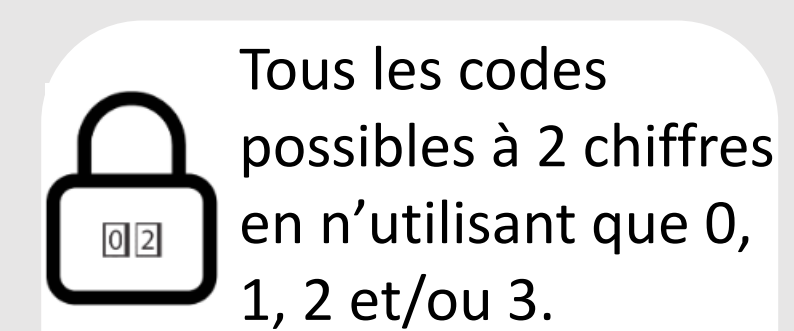 Tous les codes
possibles à 2 chiffres
en n’utilisant que 0,
1, 2 et/ou 3.
0 2